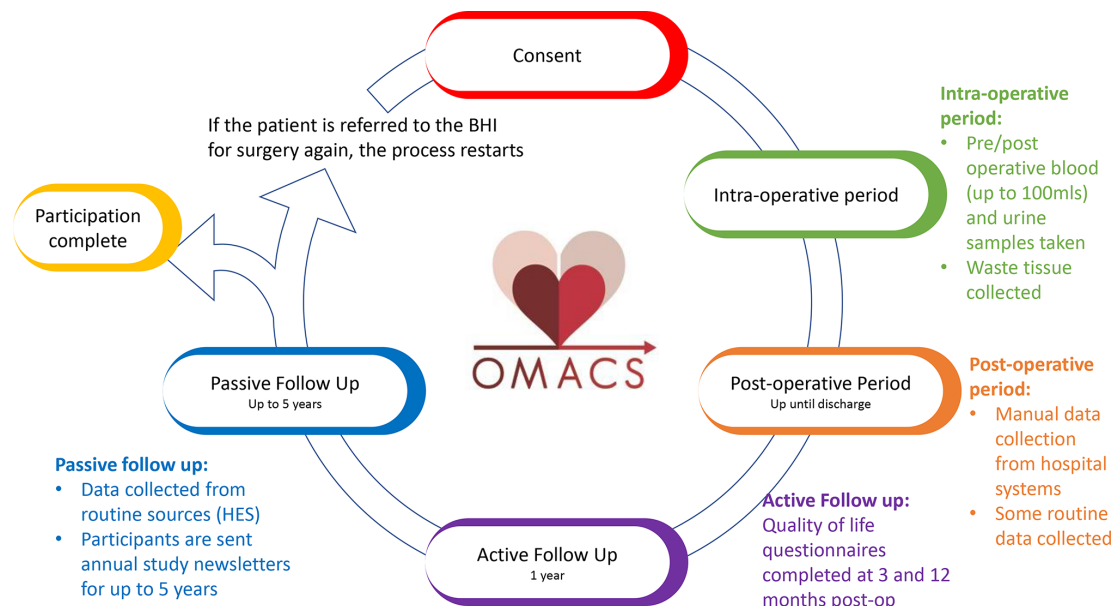 Consent
Intra-operative
period:
• Pre/post
operative blood
(up to 100mls)
and urine
samples taken
• Waste tissue
collected
If the patient is referred to the BHI
for surgery again, the process restarts
Intra-operative period
Participation
complete
OMACS
Post-operative Period
Up until discharge
Post-operative
period:
• Manual data
collection
from hospital
systems
• Some routine
data collected
Passive Follow Up
Up to 5 years
Passive follow up:
• Data collected from
routine sources (HES)
• Participants are sent
annual study newsletters
for up to 5 years
Active Follow Up
1 year
Active Follow up:
Quality of life
questionnaires
completed at 3 and 12
months post-op